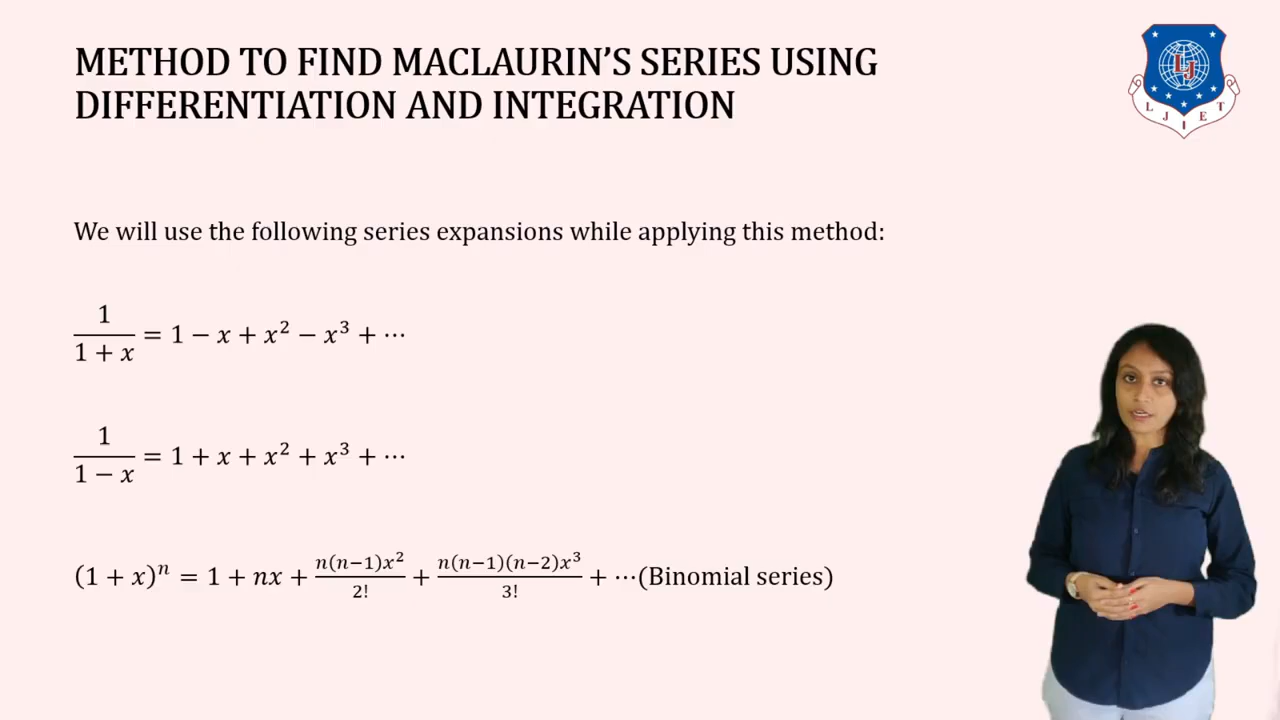 METHOD TO FIND MACLAURIN’S SERIES USING
DIFFERENTIATION AND INTEGRATION
LJ
L J I E T
We will use the following series expansions while applying this method:
1/(1 + x) = 1 − x + x² − x³ + ⋯
1/(1 − x) = 1 + x + x² + x³ + ⋯
(1 + x)ⁿ = 1 + nx + n(n−1)x²/2! + n(n−1)(n−2)x³/3! + ⋯(Binomial series)